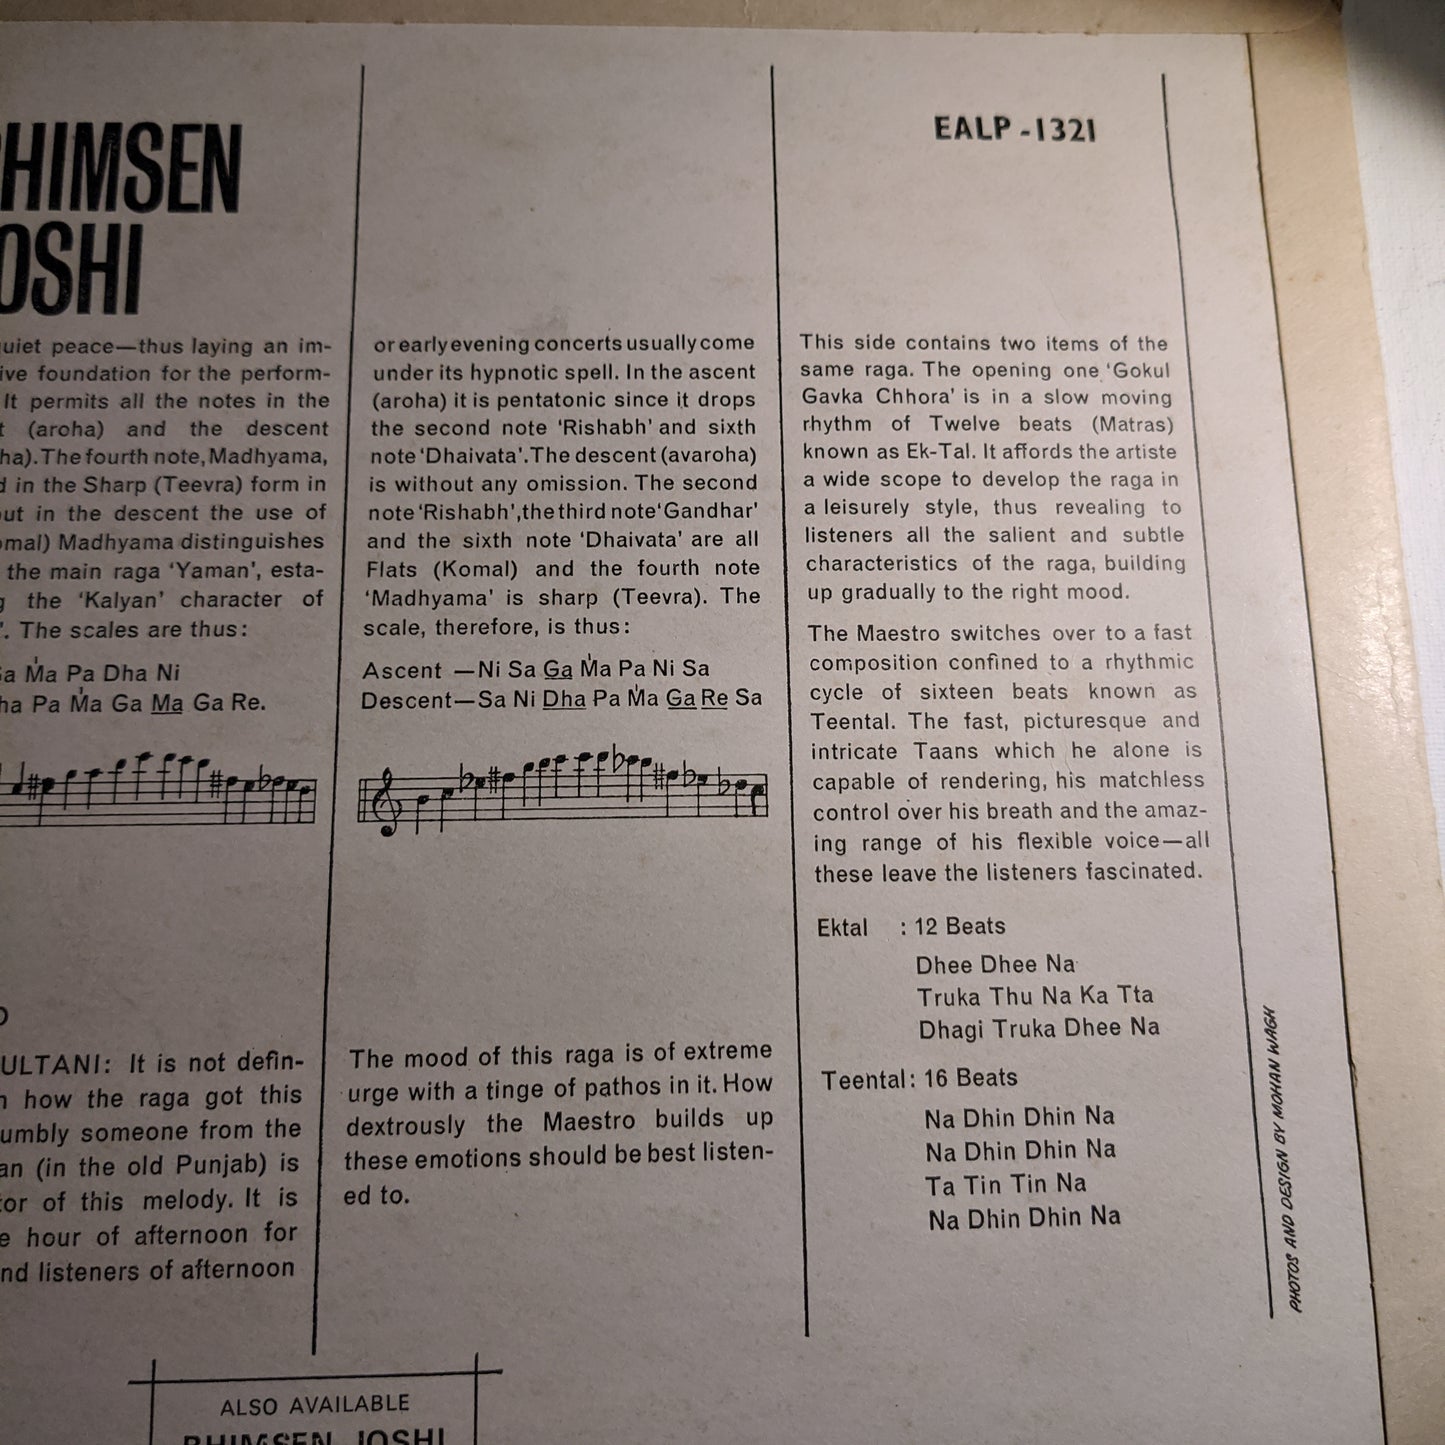 BHIMSEN
JOSHI
quiet peace—thus laying an im-
foundation for the perform-
It permits all the notes in the
(aroha) and the descent
The fourth note, Madhyama,
in the Sharp (Teevra) form in
but in the descent the use of
Madhyama distinguishes
the main raga ‘Yaman’, esta-
the ‘Kalyan’ character of
The scales are thus:
Sa Ma̍ Pa Dha Ni
Dha Pa Ma̍ Ga Ma Ga Re.
MULTANI: It is not defin-
how the raga got this
someone from the
(in the old Punjab) is
of this melody. It is
hour of afternoon for
and listeners of afternoon
or early evening concerts usually come
under its hypnotic spell. In the ascent
(aroha) it is pentatonic since it drops
the second note ‘Rishabh’ and sixth
note ‘Dhaivata’. The descent (avaroha)
is without any omission. The second
note ‘Rishabh’, the third note ‘Gandhar’
and the sixth note ‘Dhaivata’ are all
Flats (Komal) and the fourth note
‘Madhyama’ is sharp (Teevra). The
scale, therefore, is thus:
Ascent —Ni Sa Ga Ma̍ Pa Ni Sa
Descent—Sa Ni Dha Pa Ma̍ Ga Re Sa
The mood of this raga is of extreme
urge with a tinge of pathos in it. How
dextrously the Maestro builds up
these emotions should be best listen-
ed to.
EALP -1321
This side contains two items of the
same raga. The opening one ‘Gokul
Gavka Chhora’ is in a slow moving
rhythm of Twelve beats (Matras)
known as Ek-Tal. It affords the artiste
a wide scope to develop the raga in
a leisurely style, thus revealing to
listeners all the salient and subtle
characteristics of the raga, building
up gradually to the right mood.
The Maestro switches over to a fast
composition confined to a rhythmic
cycle of sixteen beats known as
Teental. The fast, picturesque and
intricate Taans which he alone is
capable of rendering, his matchless
control over his breath and the amaz-
ing range of his flexible voice—all
these leave the listeners fascinated.
Ektal : 12 Beats
Dhee Dhee Na
Truka Thu Na Ka Tta
Dhagi Truka Dhee Na
Teental: 16 Beats
Na Dhin Dhin Na
Na Dhin Dhin Na
Ta Tin Tin Na
Na Dhin Dhin Na
PHOTOS AND DESIGN BY MOHAN WAGH
ALSO AVAILABLE
BHIMSEN JOSHI